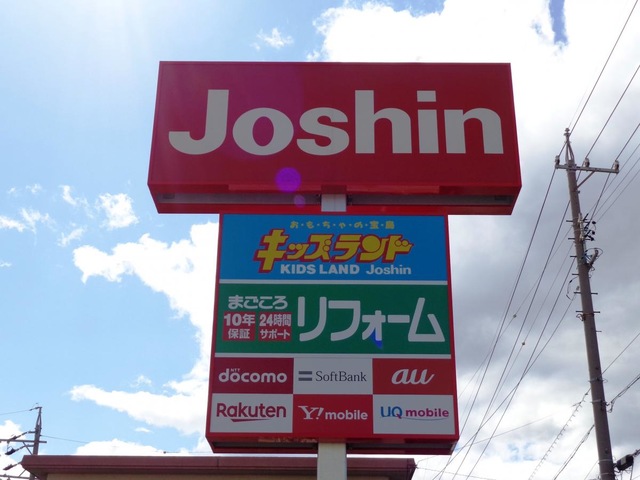 Joshin
お・も・ちゃ・の・宝・島
キッズランド
KIDS LAND Joshin
まごころ
10年保証
24時間サポート
リフォーム
NTT
docomo
SoftBank
au
Rakuten
Y!mobile
UQ mobile